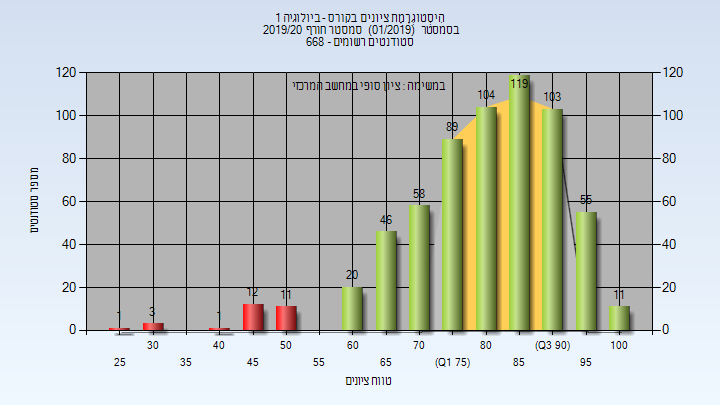 היסטוגרמת ציונים בקורס - ביולוגיה 1
בסמסטר (01/2019) סמסטר חורף 2019/20
סטודנטים רשומים - 668
במשימה : ציון סופי במחשב המרכזי
120 120
100 100
80 80
60 60
40 40
20 20
0 0
מספר סטודנטים
1 3 1 12 11 20 46 58 89 104 119 103 55 11
30 40 50 60 70 80 (Q3 90) 100
25 35 45 55 65 (Q1 75) 85 95
טווח ציונים